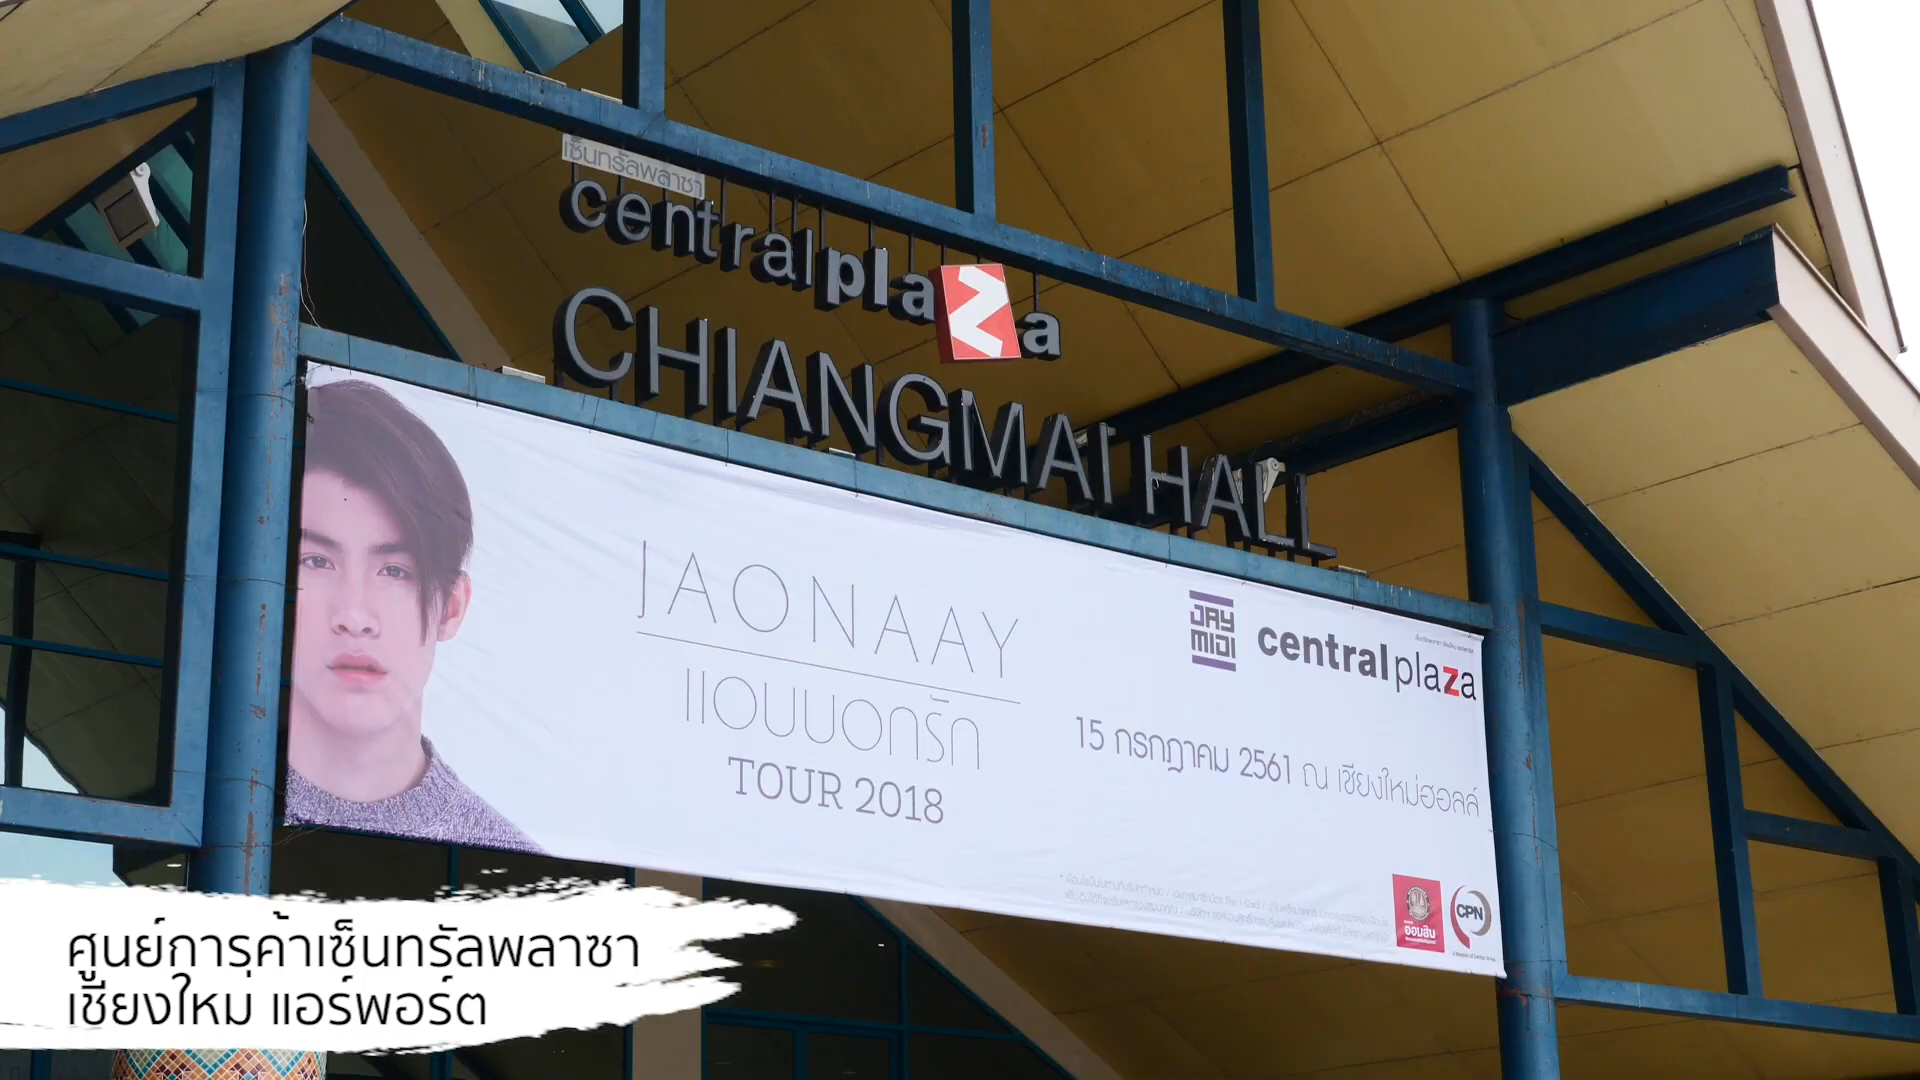 เซ็นทรัลพลาซา
centralplaza
CHIANGMAI HALL
JAONAAY
แอบบอกรัก
TOUR 2018
JAY
MIDI
centralplaza
15 กรกฎาคม 2561 ณ เชียงใหม่ฮอลล์
ออมสิน
CPN
ศูนย์การค้าเซ็นทรัลพลาซา
เชียงใหม่ แอร์พอร์ต